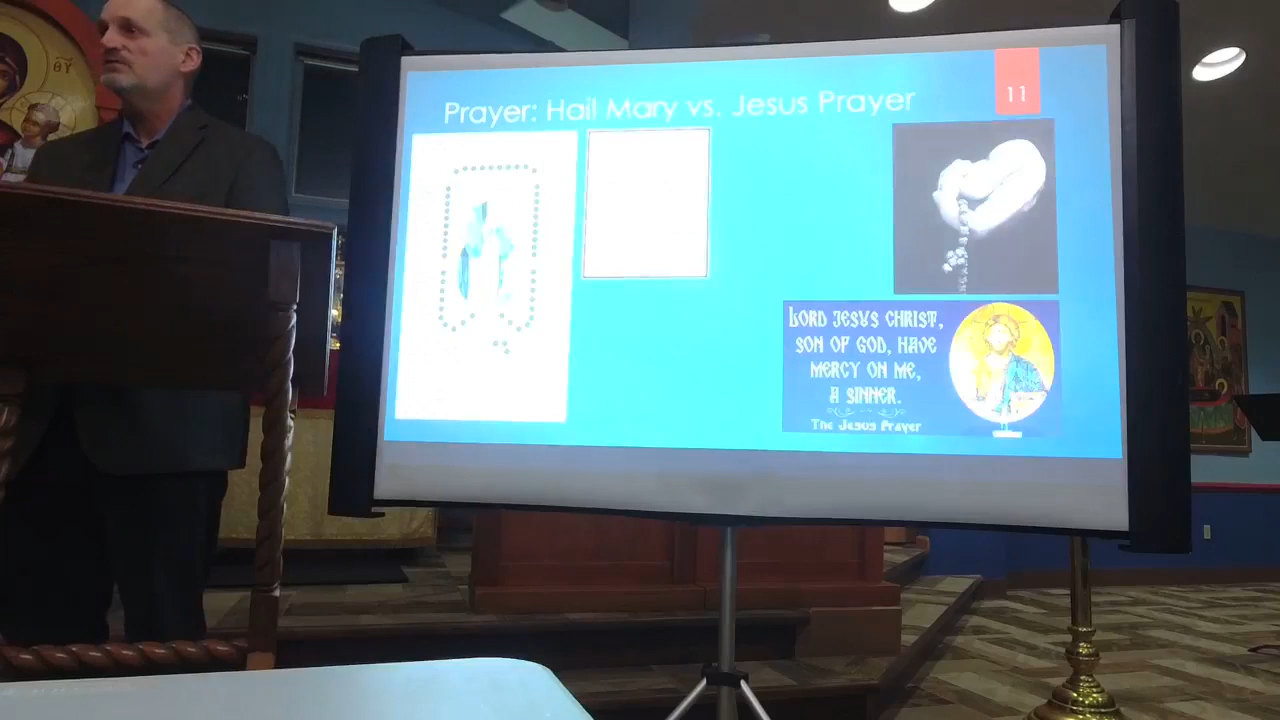 ΘΥ
Prayer: Hail Mary vs. Jesus Prayer
11
LORD JESUS CHRIST,
SON OF GOD, HAVE
MERCY ON ME,
A SINNER.
The Jesus Prayer